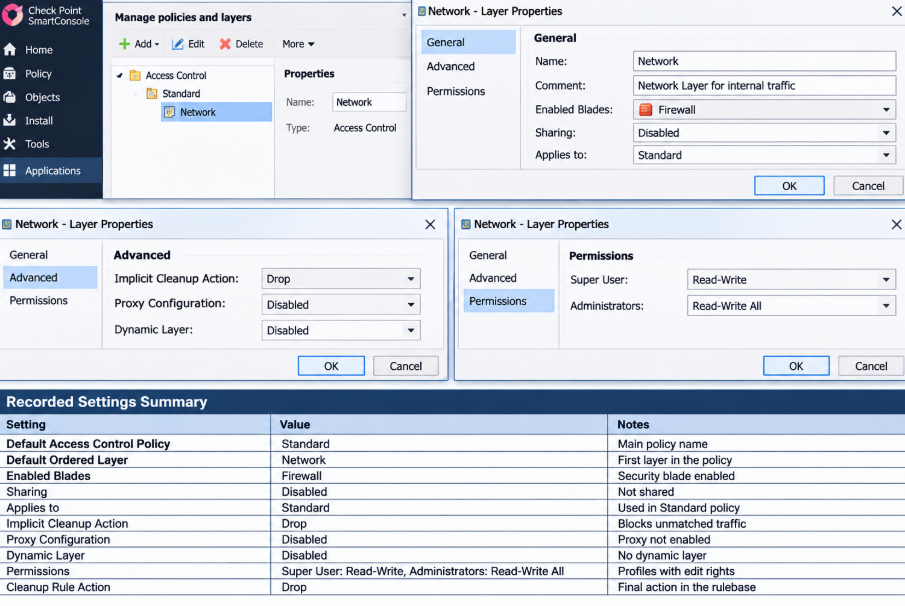 Check Point
SmartConsole
Home
Policy
Objects
Install
Tools
Applications
Manage policies and layers
Add Edit Delete More
Access Control
Standard
Network
Properties
Name: Network
Type: Access Control
Network - Layer Properties
General
Advanced
Permissions
General
Name: Network
Comment: Network Layer for internal traffic
Enabled Blades: Firewall
Sharing: Disabled
Applies to: Standard
OK Cancel
Network - Layer Properties
General
Advanced
Permissions
Advanced
Implicit Cleanup Action: Drop
Proxy Configuration: Disabled
Dynamic Layer: Disabled
OK Cancel
Network - Layer Properties
General
Advanced
Permissions
Permissions
Super User: Read-Write
Administrators: Read-Write All
OK Cancel
Recorded Settings Summary
Setting Value Notes
Default Access Control Policy Standard Main policy name
Default Ordered Layer Network First layer in the policy
Enabled Blades Firewall Security blade enabled
Sharing Disabled Not shared
Applies to Standard Used in Standard policy
Implicit Cleanup Action Drop Blocks unmatched traffic
Proxy Configuration Disabled Proxy not enabled
Dynamic Layer Disabled No dynamic layer
Permissions Super User: Read-Write, Administrators: Read-Write All Profiles with edit rights
Cleanup Rule Action Drop Final action in the rulebase